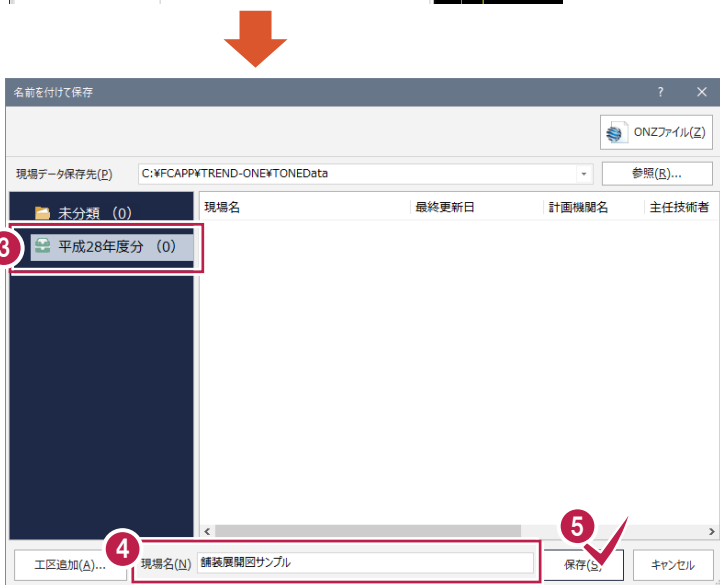 名前を付けて保存 ?
ONZファイル(Z)
現場データ保存先(P) C:¥FCAPP¥TREND-ONE¥TONEData 参照(R)...
未分類 (0)
現場名 最終更新日 計画機関名 主任技術者
3 平成28年度分 (0)
工区追加(A)... 4 現場名(N) 舗装展開図サンプル 5 保存(S) キャンセル